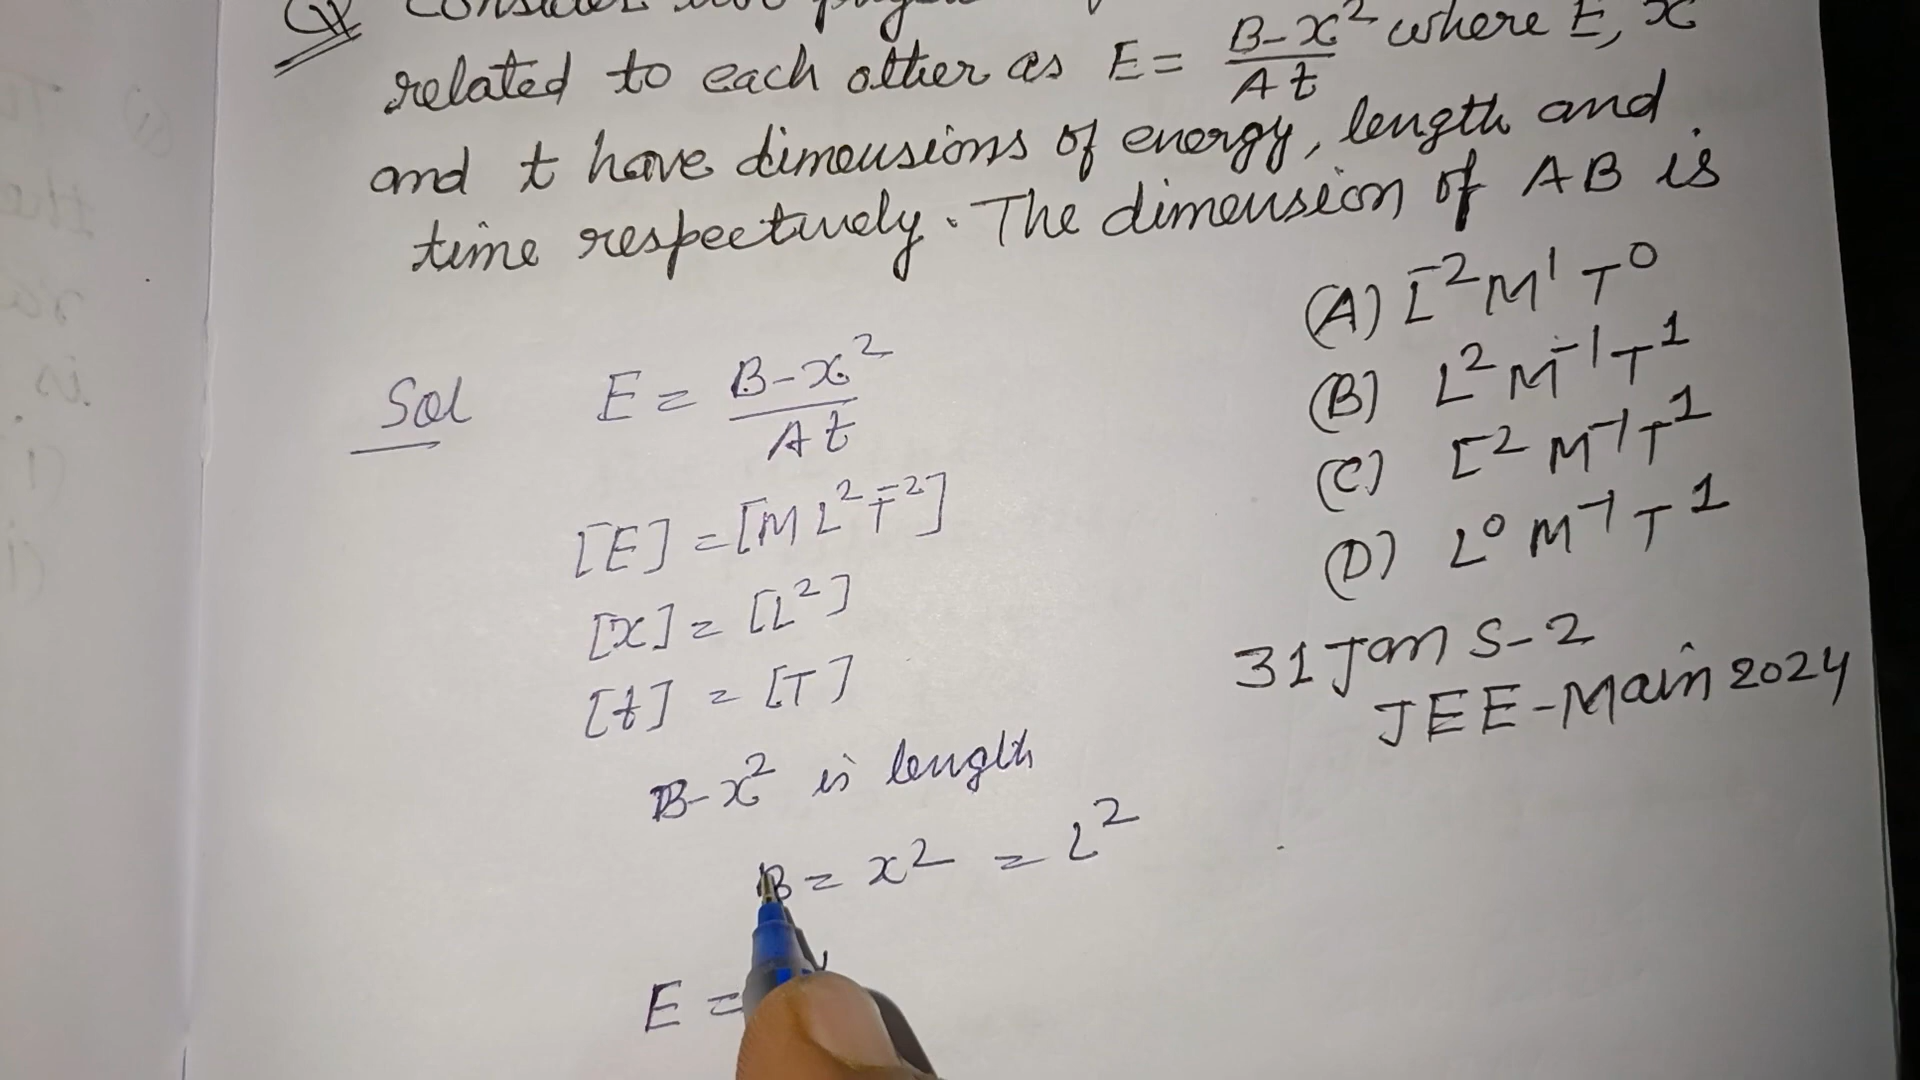 Q# Consider two
related to each other as E = B-x²/At where E, x
and t have dimensions of energy, length and
time respectively. The dimension of AB is
(A) L⁻²M¹T⁰
(B) L²M⁻¹T¹
(C) L⁻²M⁻¹T¹
(D) L⁰M⁻¹T¹
31 Jan S-2
JEE-Main 2024
Sol E = B-x²/At
[E] = [ML²T⁻²]
[x] = [L²]
[t] = [T]
B-x² is length
B = x² = L²
E =